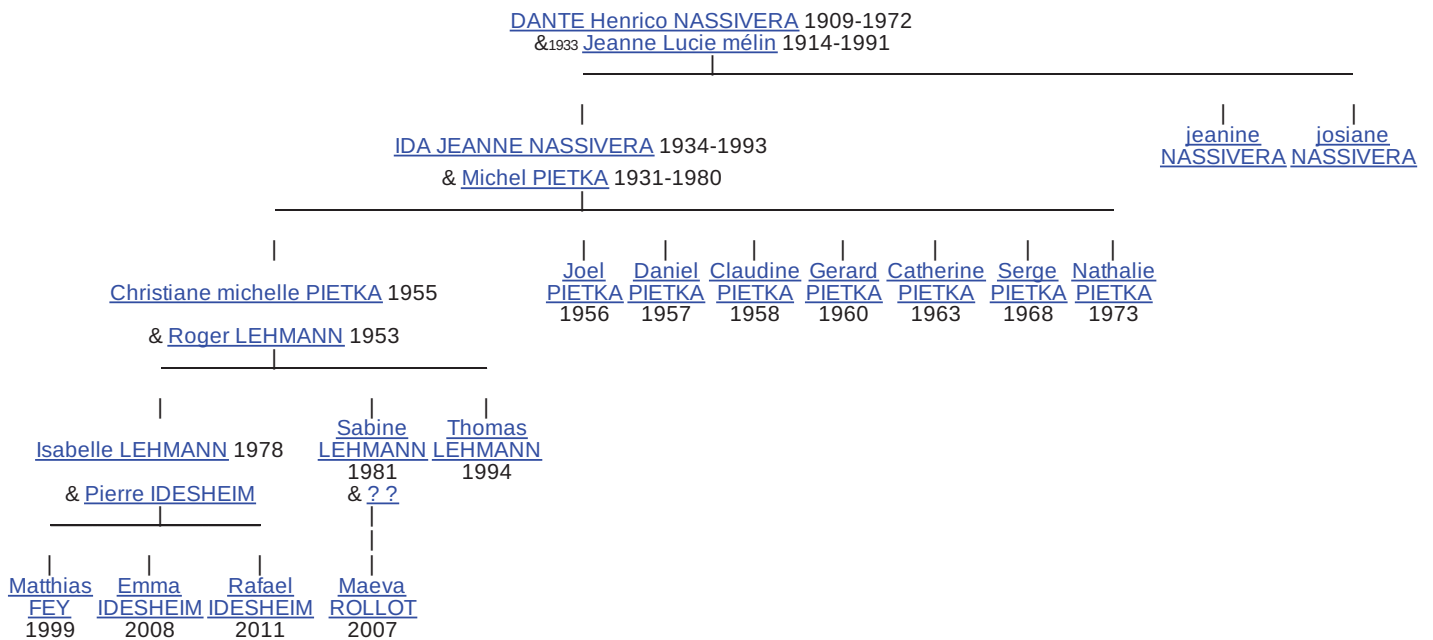 DANTE Henrico NASSIVERA 1909-1972
&1933 Jeanne Lucie mélin 1914-1991
IDA JEANNE NASSIVERA 1934-1993
& Michel PIETKA 1931-1980
jeanine
NASSIVERA
josiane
NASSIVERA
Christiane michelle PIETKA 1955
& Roger LEHMANN 1953
Joel
PIETKA
1956
Daniel
PIETKA
1957
Claudine
PIETKA
1958
Gerard
PIETKA
1960
Catherine
PIETKA
1963
Serge
PIETKA
1968
Nathalie
PIETKA
1973
Isabelle LEHMANN 1978
& Pierre IDESHEIM
Sabine
LEHMANN
1981
& ? ?
Thomas
LEHMANN
1994
Matthias
FEY
1999
Emma
IDESHEIM
2008
Rafael
IDESHEIM
2011
Maeva
ROLLOT
2007